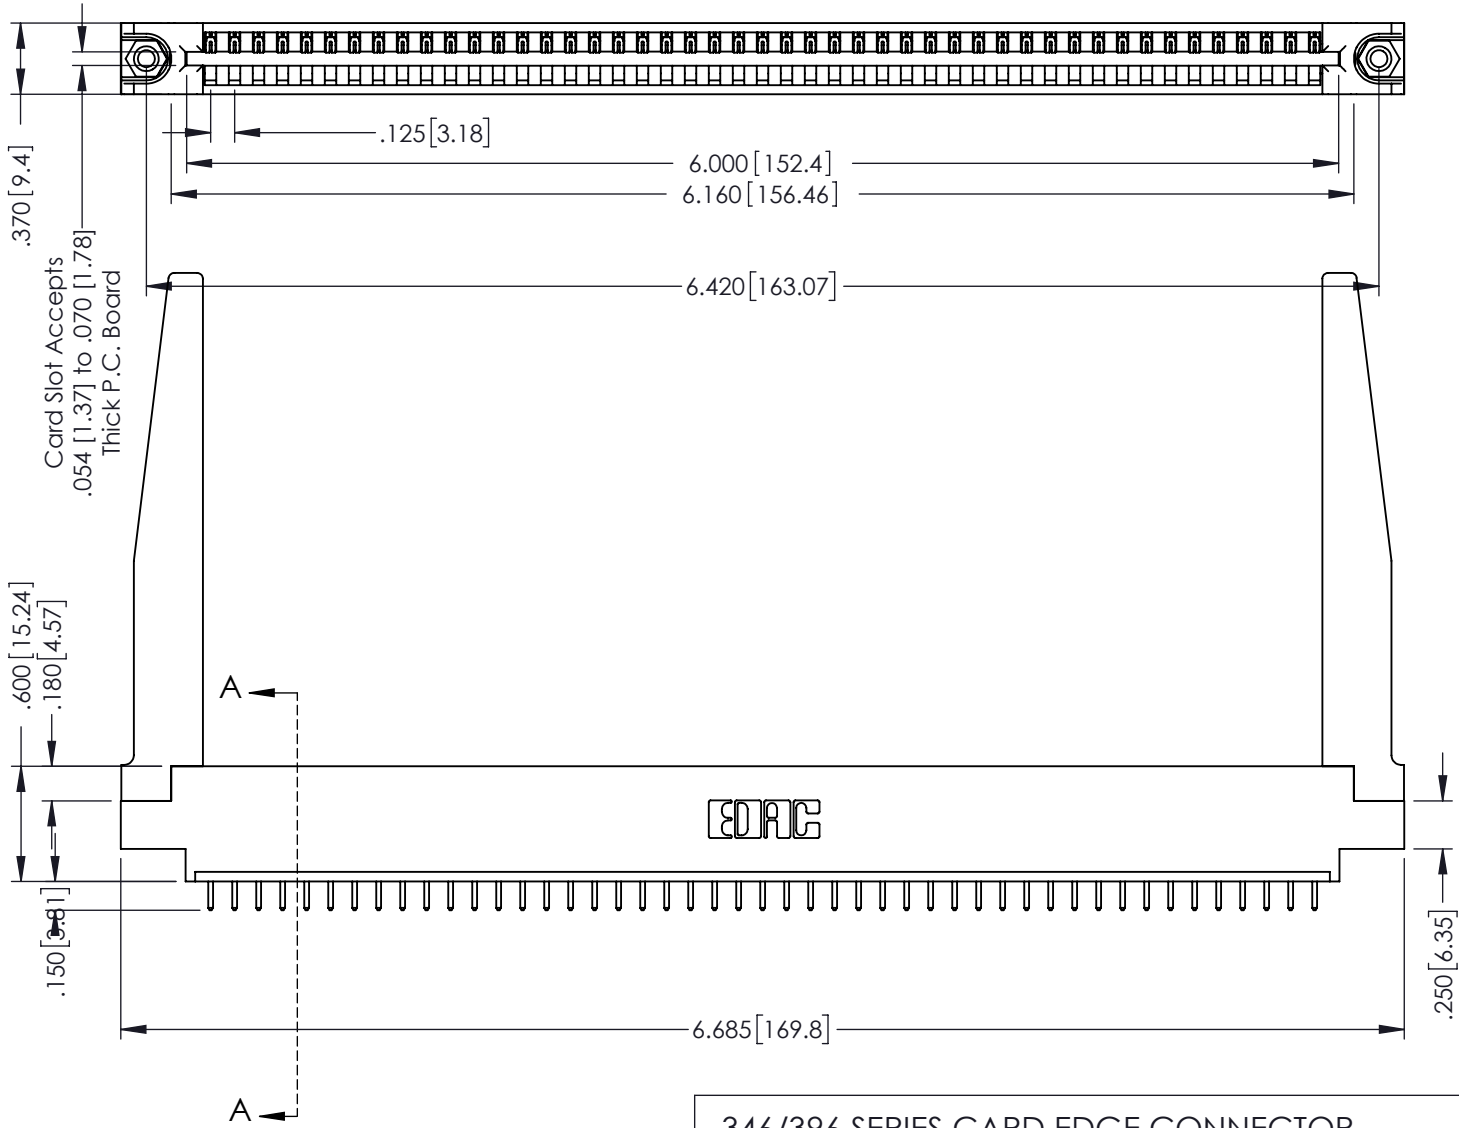 .125[3.18]
6.000[152.4]
6.160[156.46]
.370[9.4]
Card Slot Accepts
.054 [1.37] to .070 [1.78]
Thick P.C. Board
6.420[163.07]
.600[15.24]
.180[4.57]
A
EDAC
.150[3.81]
.250[6.35]
6.685[169.8]
A
346/396 SERIES CARD EDGE CONNECTOR